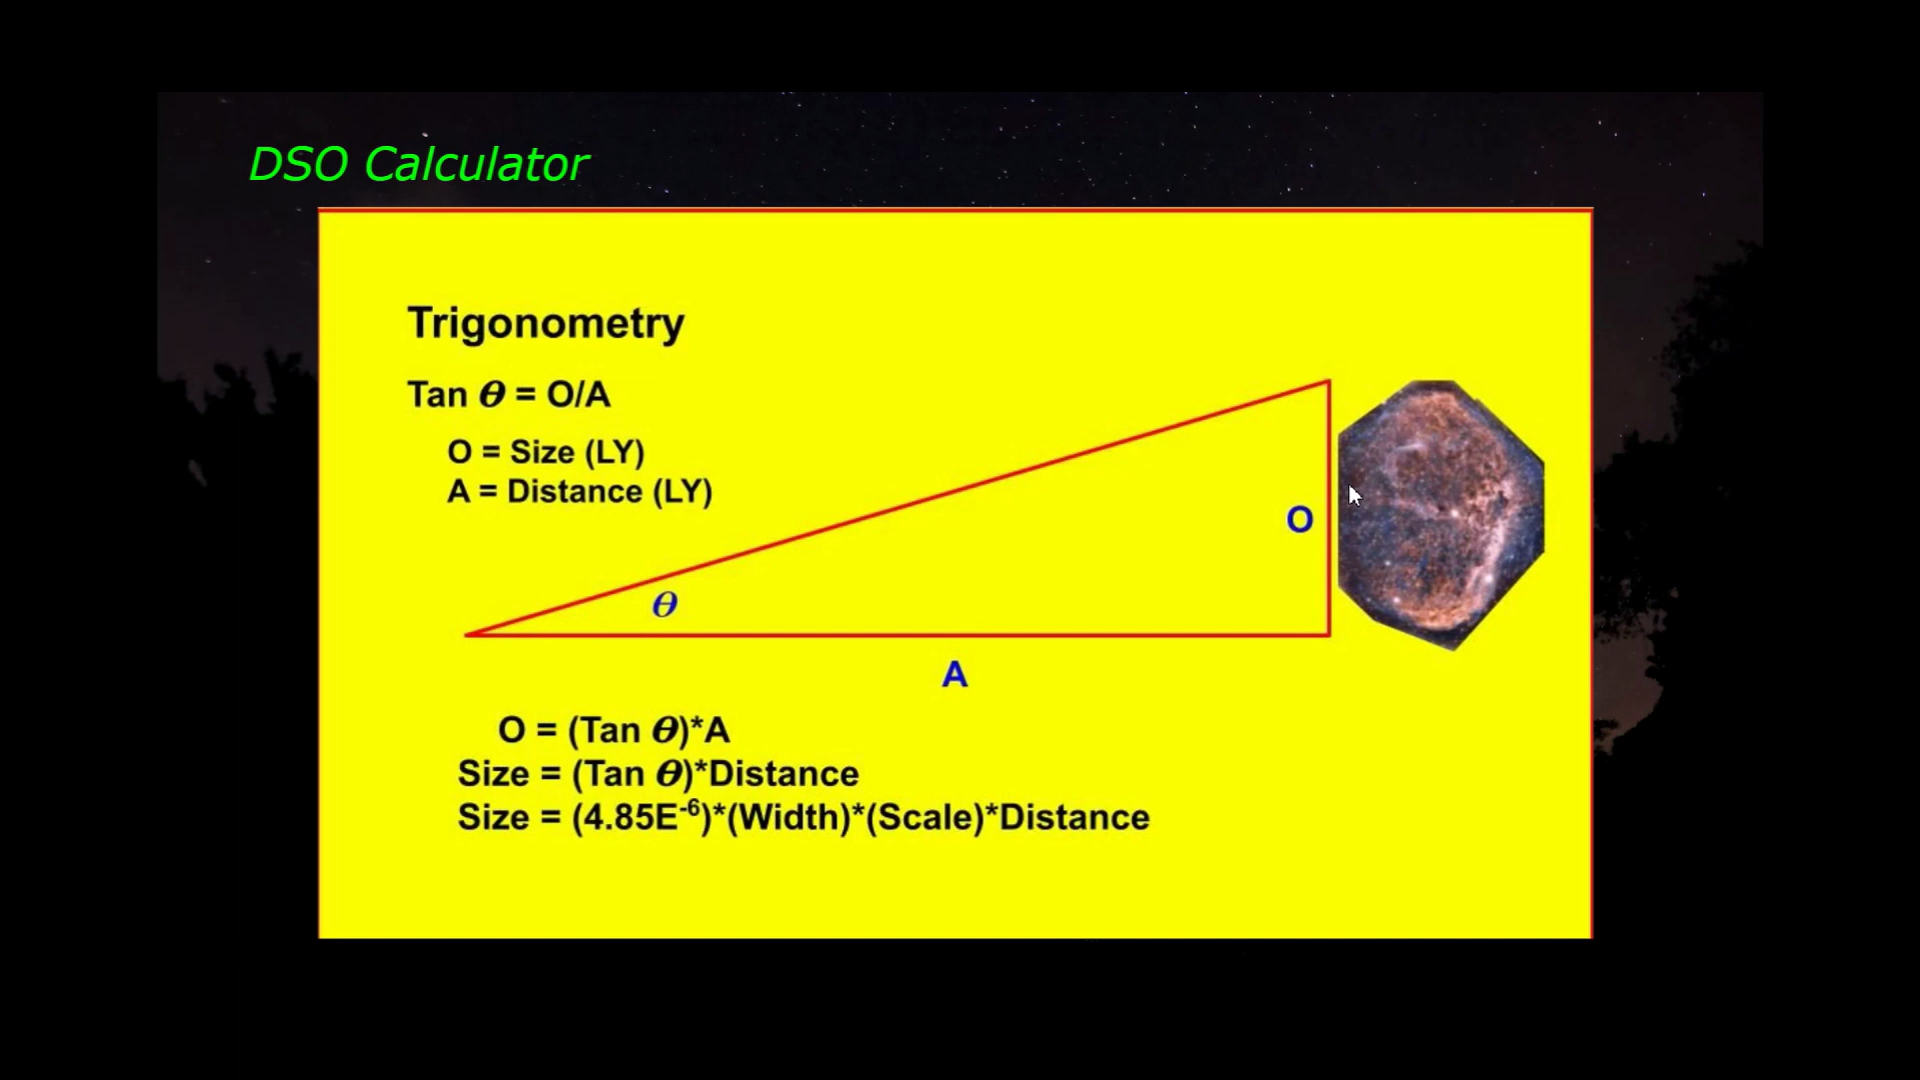 DSO Calculator
Trigonometry
Tan θ = O/A
O = Size (LY)
A = Distance (LY)
O
θ
A
O = (Tan θ)*A
Size = (Tan θ)*Distance
Size = (4.85E⁻⁶)*(Width)*(Scale)*Distance